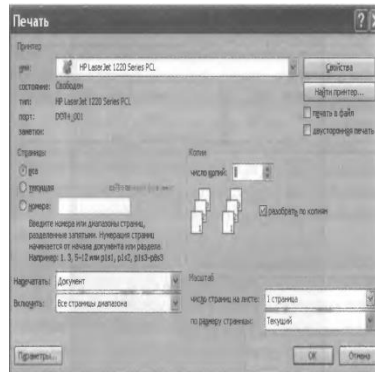 Печать
Принтер
имя: HP LaserJet 1220 Series PCL Свойства
состояние: Свободен Найти принтер...
тип: HP LaserJet 1220 Series PCL
порт: DOT4_001 печать в файл
заметки: двусторонняя печать
Страницы Копии
все число копий:
текущая
номера: разобрать по копиям
Введите номера или диапазоны страниц,
разделенные запятыми. Нумерация страниц
начинается от начала документа или раздела.
Например: 1, 3, 5–12 или p1s1, p1s2, p1s3–p8s3
Напечатать: Документ Масштаб
число страниц на листе: 1 страница
Включить: Все страницы диапазона
по размеру страницы: Текущий
Параметры... ОК Отмена